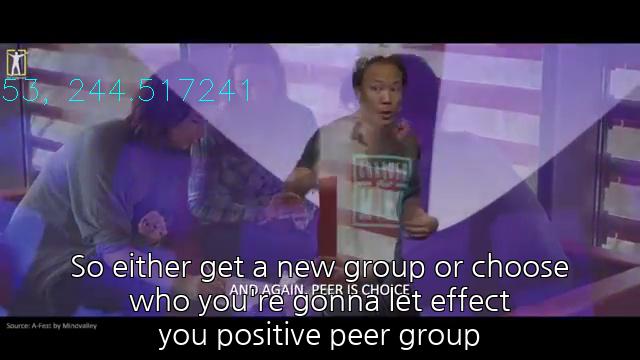 53, 244.517241
So either get a new group or choose
AND AGAIN. PEER IS CHOICE
who you're gonna let effect
you positive peer group
Source: A-Fest by Mindvalley